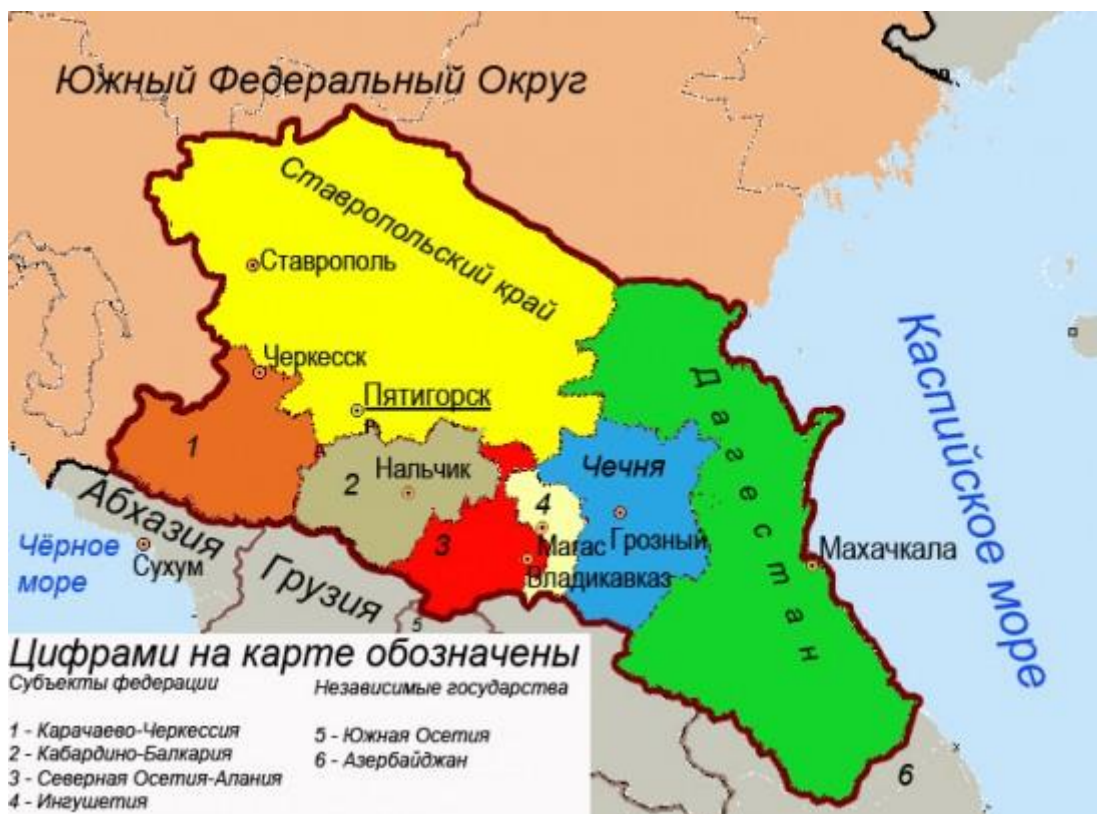 Южный Федеральный Округ
Ставропольский край
Ставрополь
Черкесск
Пятигорск
1
2
Нальчик
Чечня
4
3
Магас
Грозный
Владикавказ
Дагестан
Махачкала
Каспийское море
Абхазия
Чёрное
море
Сухум
Грузия
5
6
Цифрами на карте обозначены
Субъекты федерации
1 - Карачаево-Черкессия
2 - Кабардино-Балкария
3 - Северная Осетия-Алания
4 - Ингушетия
Независимые государства
5 - Южная Осетия
6 - Азербайджан